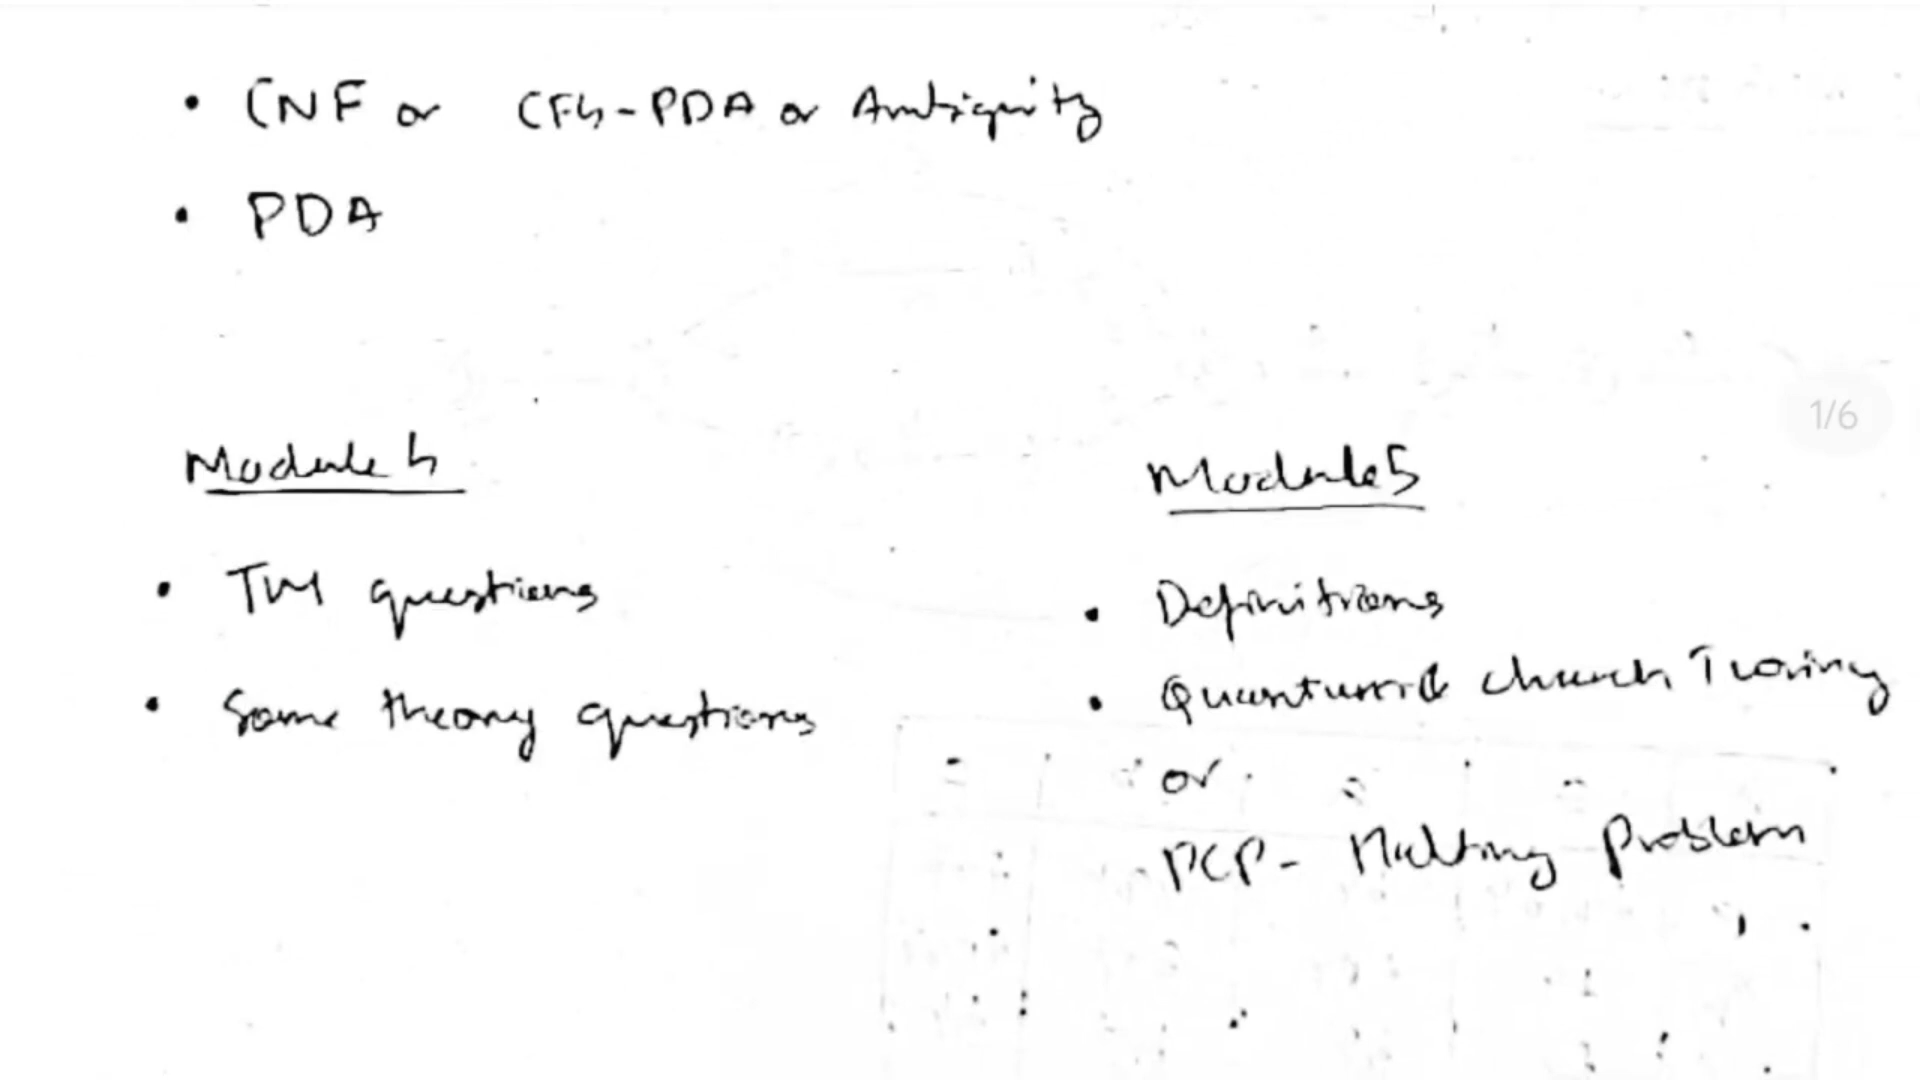 • CNF or CFG-PDA or Ambiguity
• PDA
1/6
Module 4
• TM questions
• Some theory questions
Module 5
• Definitions
• Quantum & Church Turing
or
PCP- Halting Problem